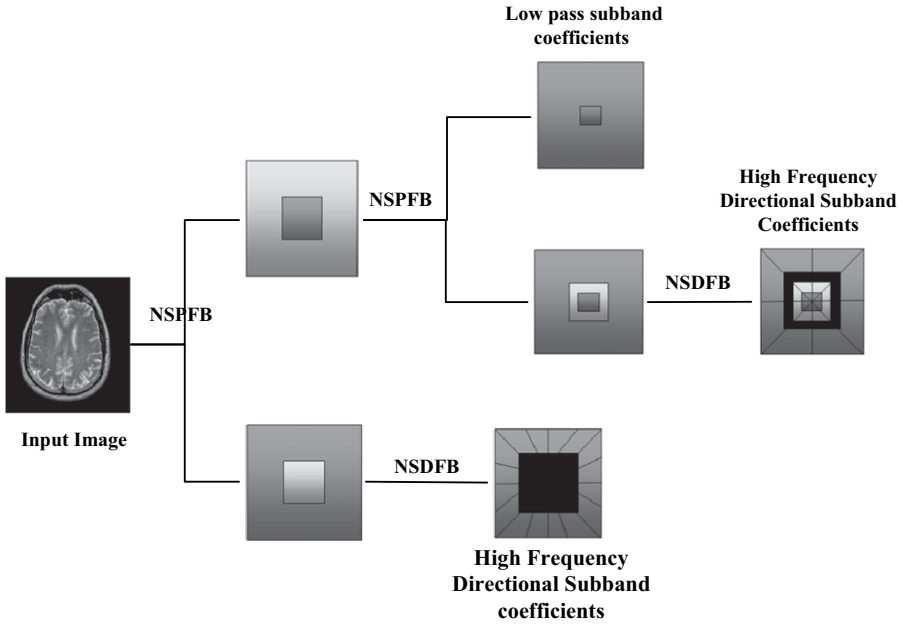 Low pass subband
coefficients
High Frequency
Directional Subband
Coefficients
NSPFB
NSDFB
NSPFB
Input Image
NSDFB
High Frequency
Directional Subband
coefficients